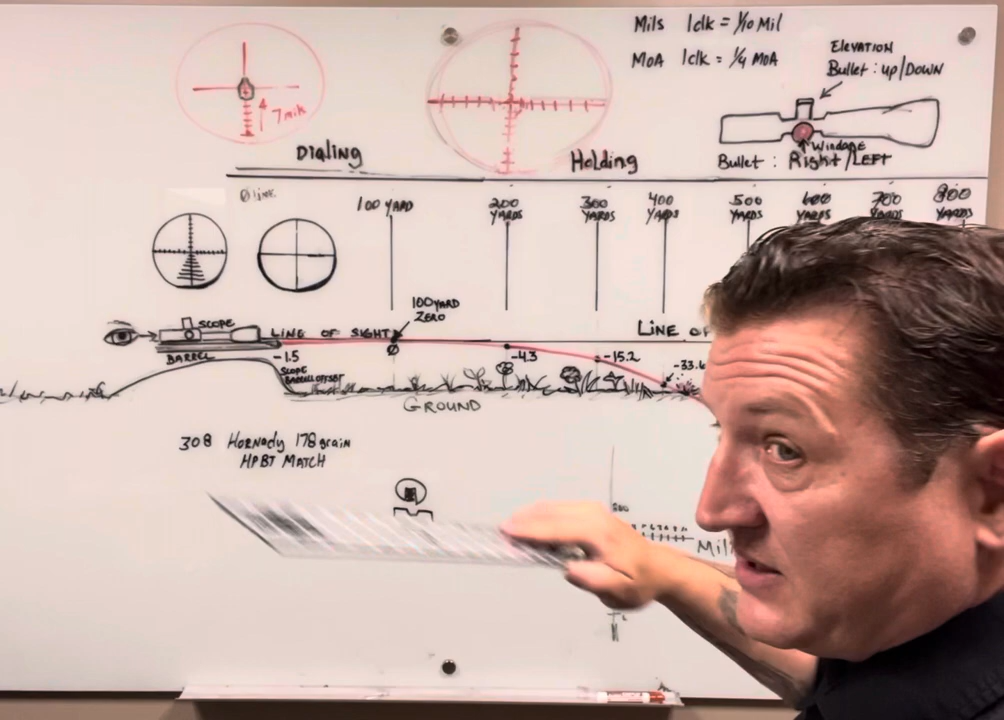 Mils 1clk = 1/10 Mil
MoA 1clk = 1/4 MoA
ELEVATION
Bullet : up/DOWN
7 mils
WINDAGE
Bullet : Right/LEFT
Dialing
Holding
100 YARD
200 YARDS
300 YARDS
400 YARDS
500 YARDS
600 YARDS
700 YARDS
800 YARDS
100 YARD
ZERO
SCOPE
LINE OF SIGHT
LINE OF
BARREL
-1.5
Ø
-4.3
-15.2
-33.6
SCOPE
BARREL OFFSET
GROUND
308 Hornady 178 grain
HPBT MATCH
Mils